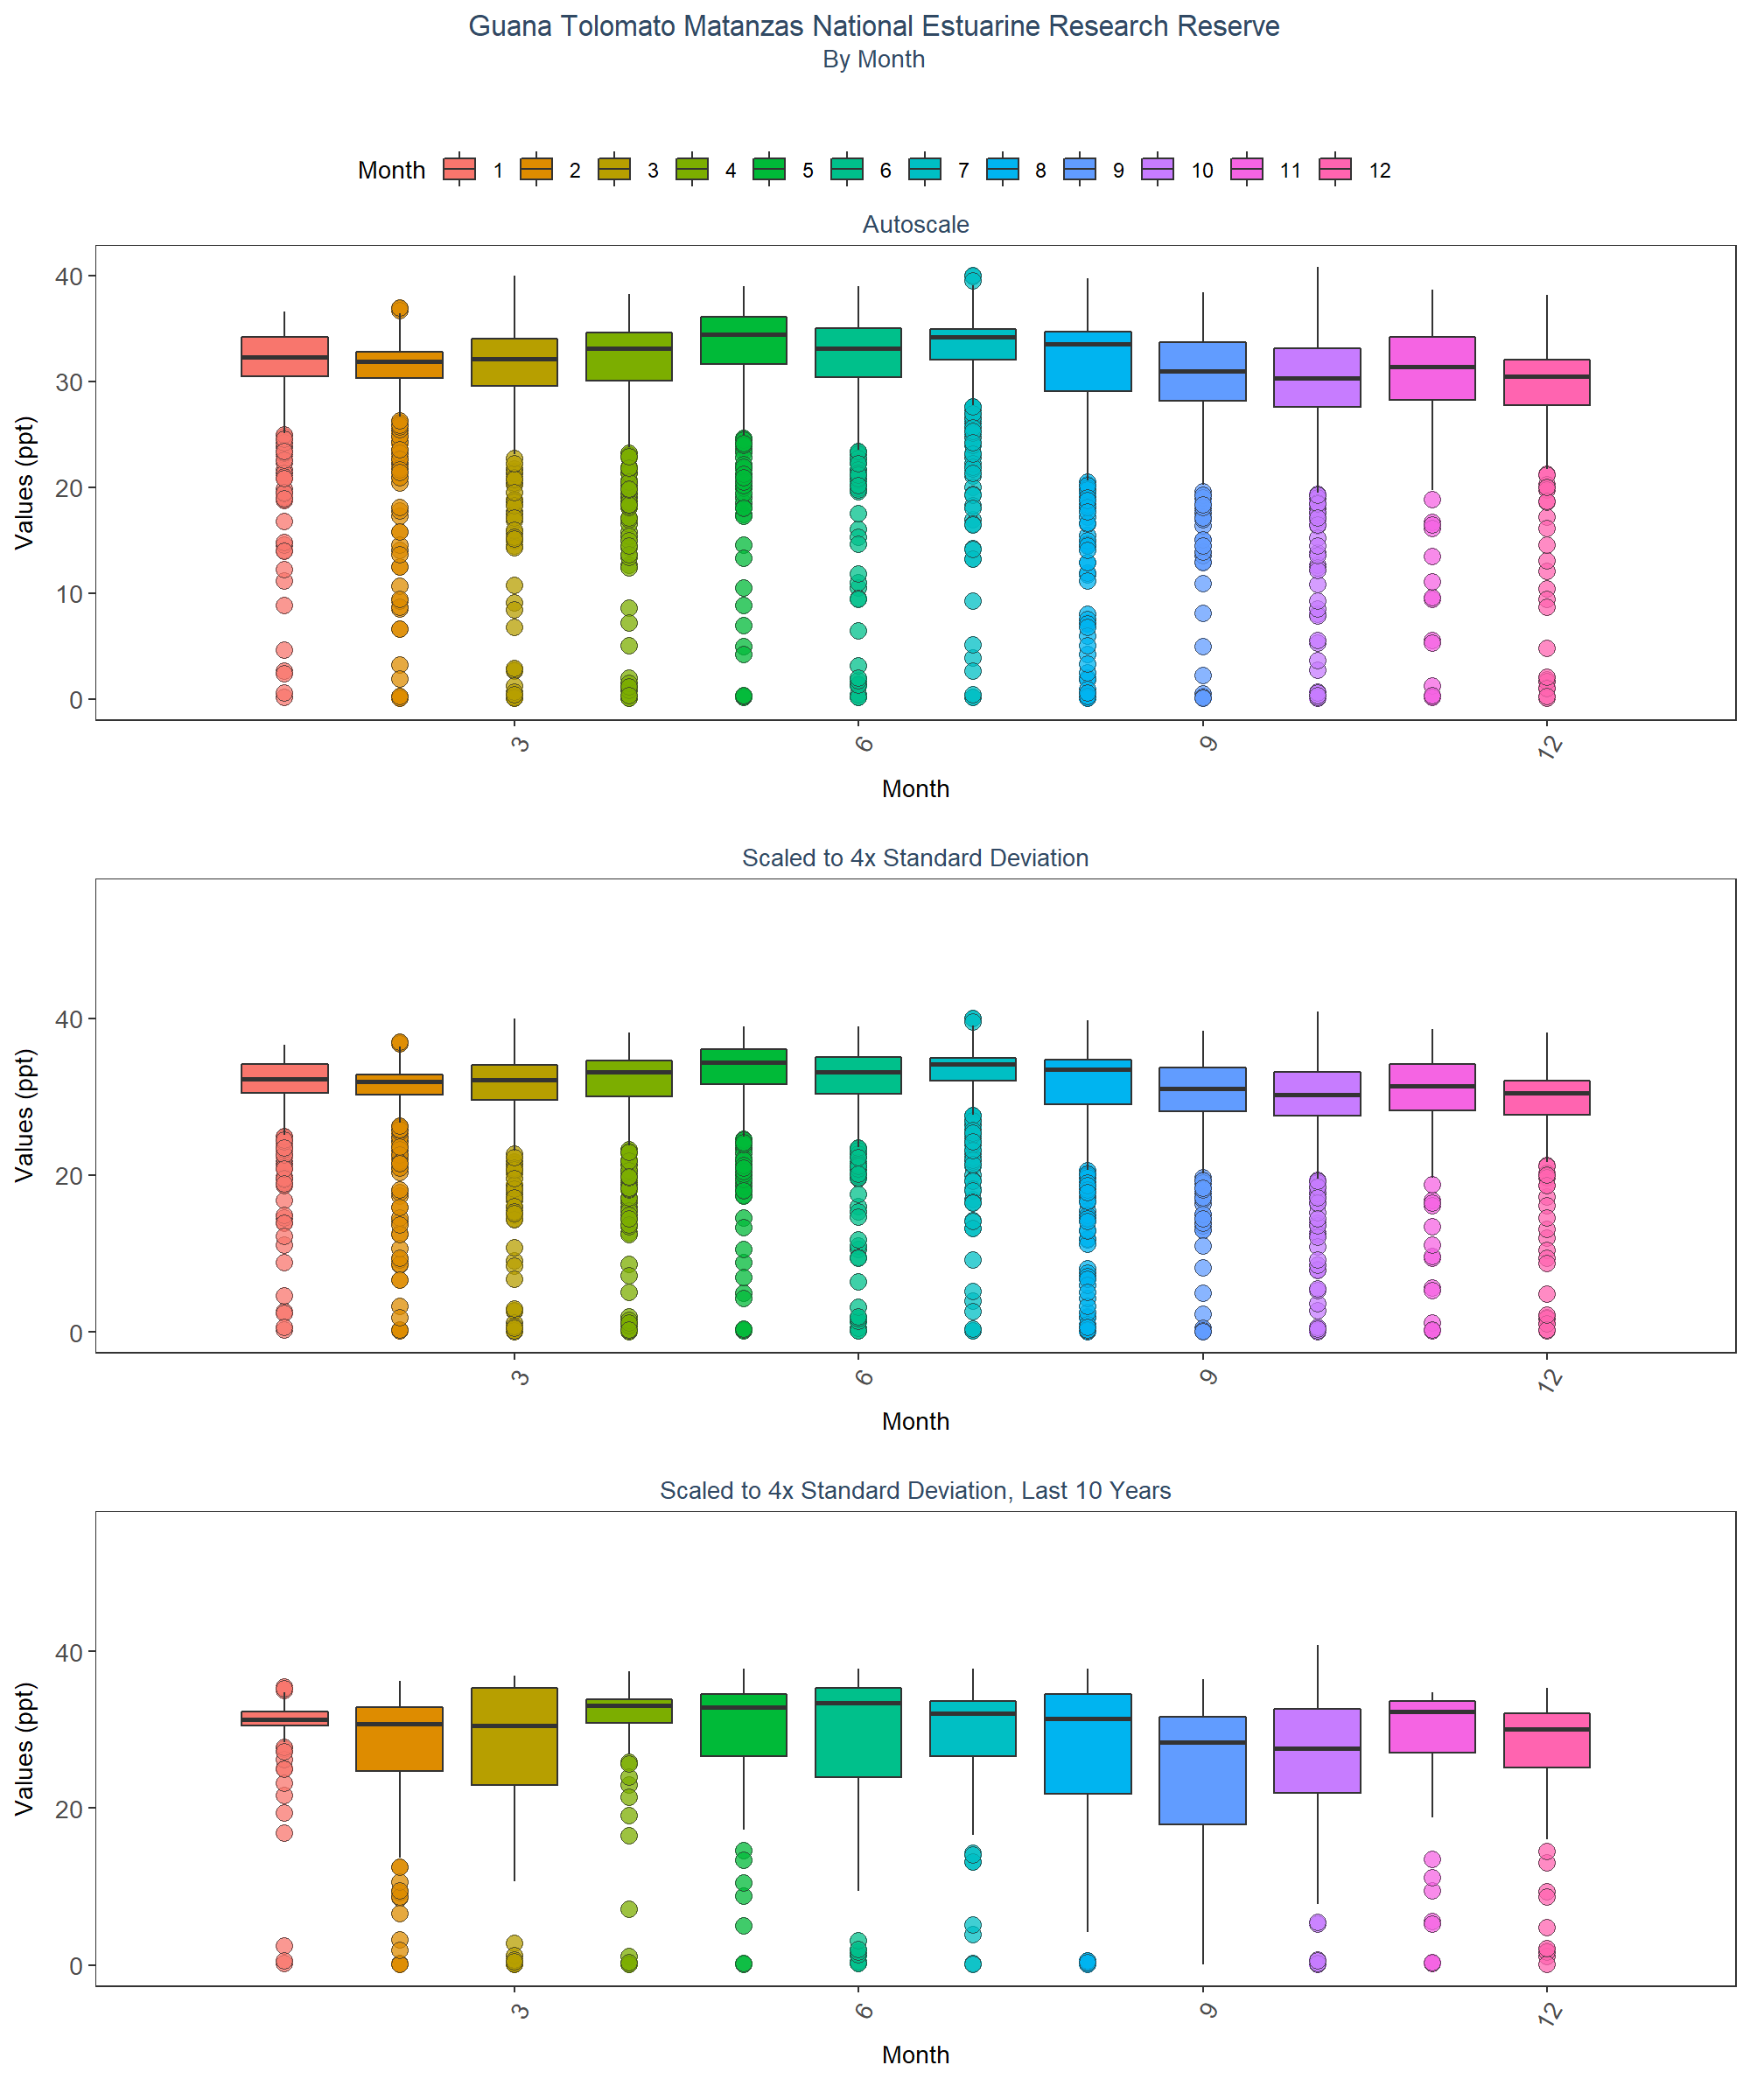 Guana Tolomato Matanzas National Estuarine Research Reserve
By Month
Month 1 2 3 4 5 6 7 8 9 10 11 12
Autoscale
Values (ppt)
40
30
20
10
0
3 6 9 12
Month
Scaled to 4x Standard Deviation
Values (ppt)
40
20
0
3 6 9 12
Month
Scaled to 4x Standard Deviation, Last 10 Years
Values (ppt)
40
20
0
3 6 9 12
Month